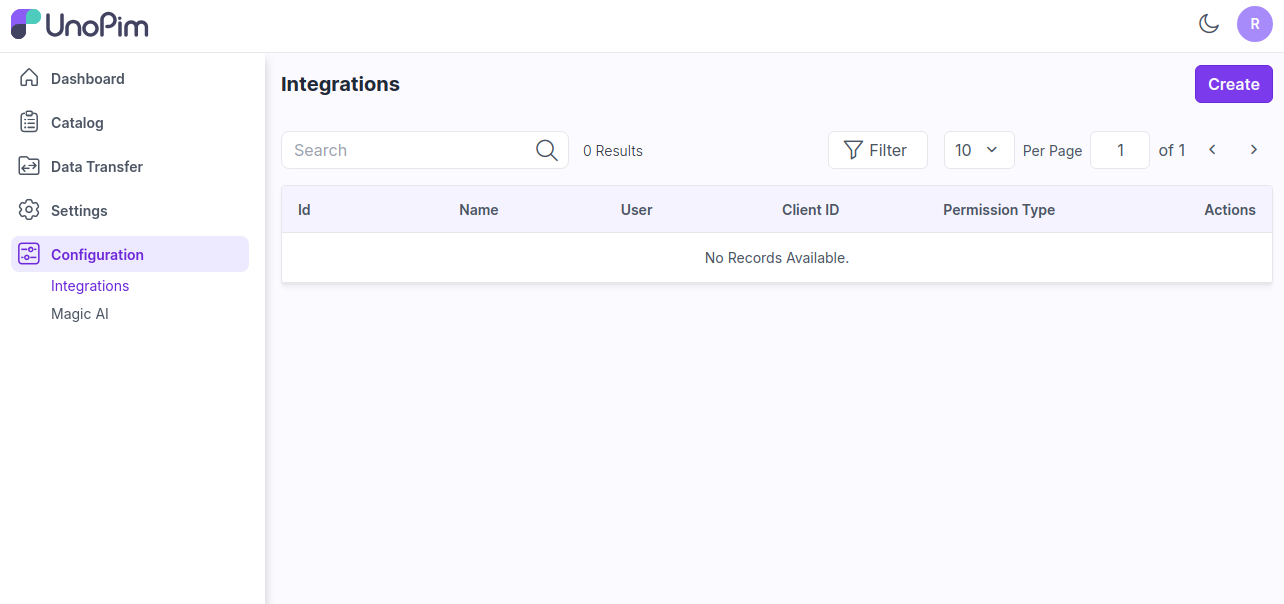 UnoPim
R
Dashboard
Catalog
Data Transfer
Settings
Configuration
Integrations
Magic AI
Integrations
Create
Search
0 Results
Filter
10
Per Page
1
of 1
Id Name User Client ID Permission Type Actions
No Records Available.